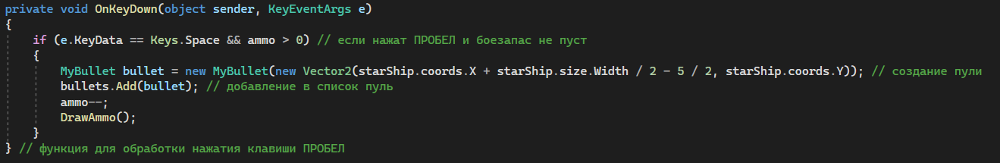 private void OnKeyDown(object sender, KeyEventArgs e)
{
if (e.KeyData == Keys.Space && ammo > 0) // если нажат ПРОБЕЛ и боезапас не пуст
{
MyBullet bullet = new MyBullet(new Vector2(starShip.coords.X + starShip.size.Width / 2 - 5 / 2, starShip.coords.Y)); // создание пули
bullets.Add(bullet); // добавление в список пуль
ammo--;
DrawAmmo();
}
} // функция для обработки нажатия клавиши ПРОБЕЛ